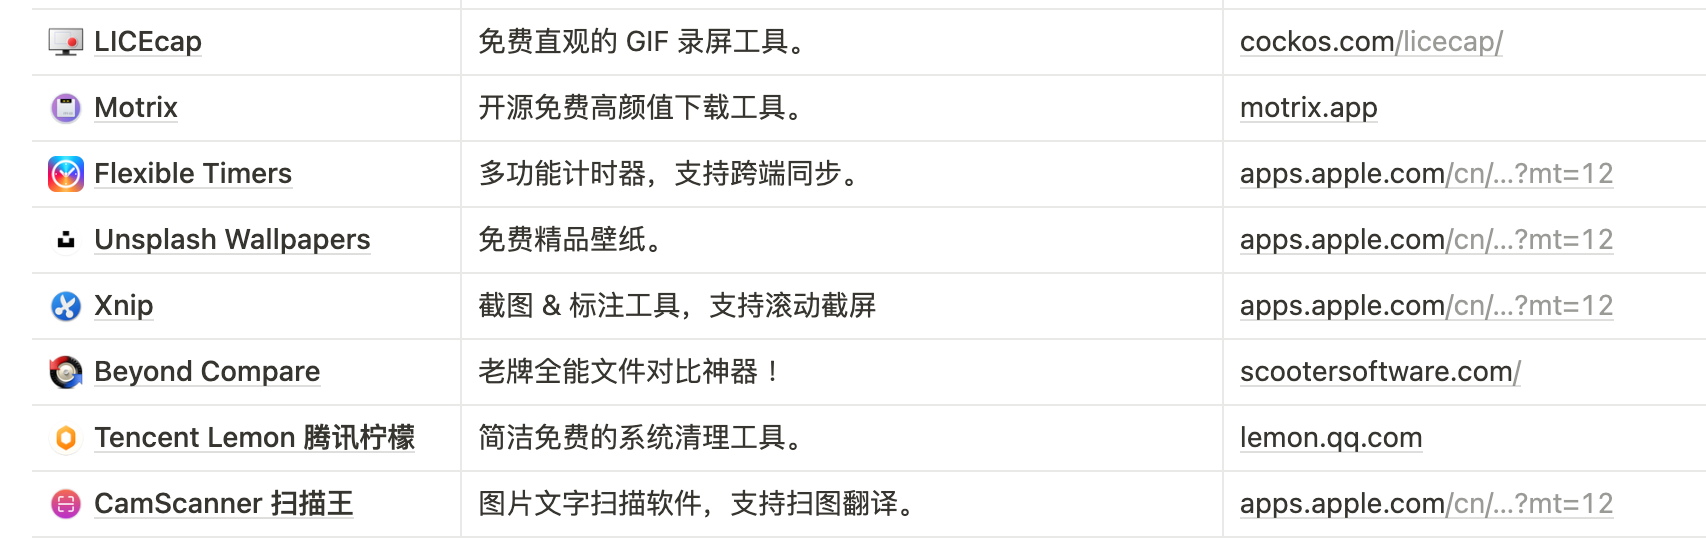 LICEcap 免费直观的 GIF 录屏工具。 cockos.com/licecap/
Motrix 开源免费高颜值下载工具。 motrix.app
Flexible Timers 多功能计时器，支持跨端同步。 apps.apple.com/cn/...?mt=12
Unsplash Wallpapers 免费精品壁纸。 apps.apple.com/cn/...?mt=12
Xnip 截图 & 标注工具，支持滚动截屏 apps.apple.com/cn/...?mt=12
Beyond Compare 老牌全能文件对比神器！ scootersoftware.com/
Tencent Lemon 腾讯柠檬 简洁免费的系统清理工具。 lemon.qq.com
CamScanner 扫描王 图片文字扫描软件，支持扫图翻译。 apps.apple.com/cn/...?mt=12